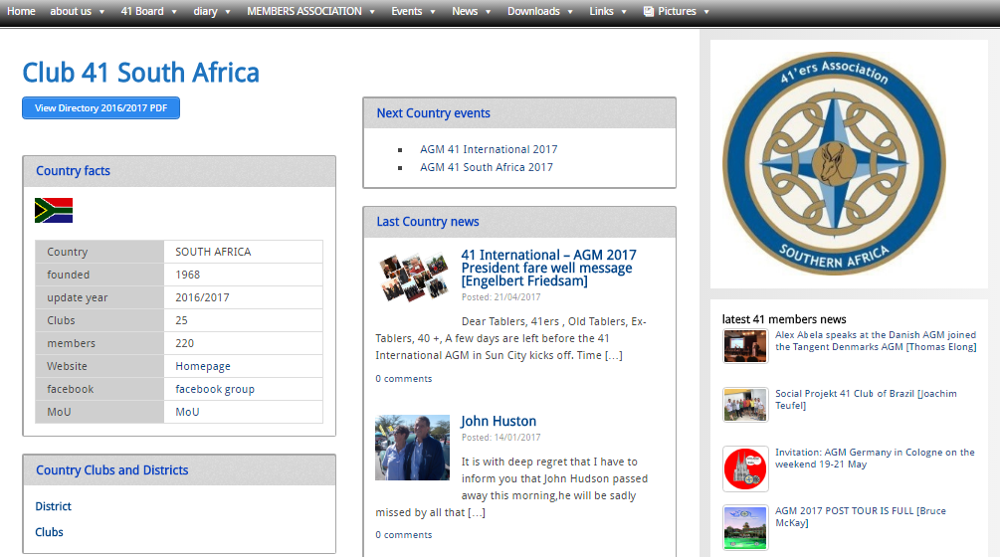 Home
about us
41 Board
diary
MEMBERS ASSOCIATION
Events
News
Downloads
Links
Pictures
Club 41 South Africa
View Directory 2016/2017 PDF
Country facts
Country SOUTH AFRICA
founded 1968
update year 2016/2017
Clubs 25
members 220
Website Homepage
facebook facebook group
MoU MoU
Country Clubs and Districts
District
Clubs
Next Country events
AGM 41 International 2017
AGM 41 South Africa 2017
Last Country news
41 International – AGM 2017
President fare well message
[Engelbert Friedsam]
Posted: 21/04/2017
Dear Tablers, 41ers , Old Tablers, Ex-
Tablers, 40 +, A few days are left before the 41
International AGM in Sun City kicks off. Time [...]
0 comments
John Huston
Posted: 14/01/2017
It is with deep regret that I have to
inform you that John Hudson passed
away this morning,he will be sadly
missed by all that [...]
0 comments
41'ers Association
SOUTHERN AFRICA
latest 41 members news
Alex Abela speaks at the Danish AGM joined
the Tangent Denmarks AGM [Thomas Elong]
Social Projekt 41 Club of Brazil [Joachim
Teufel]
Invitation: AGM Germany in Cologne on the
weekend 19-21 May
AGM 2017 POST TOUR IS FULL [Bruce
McKay]